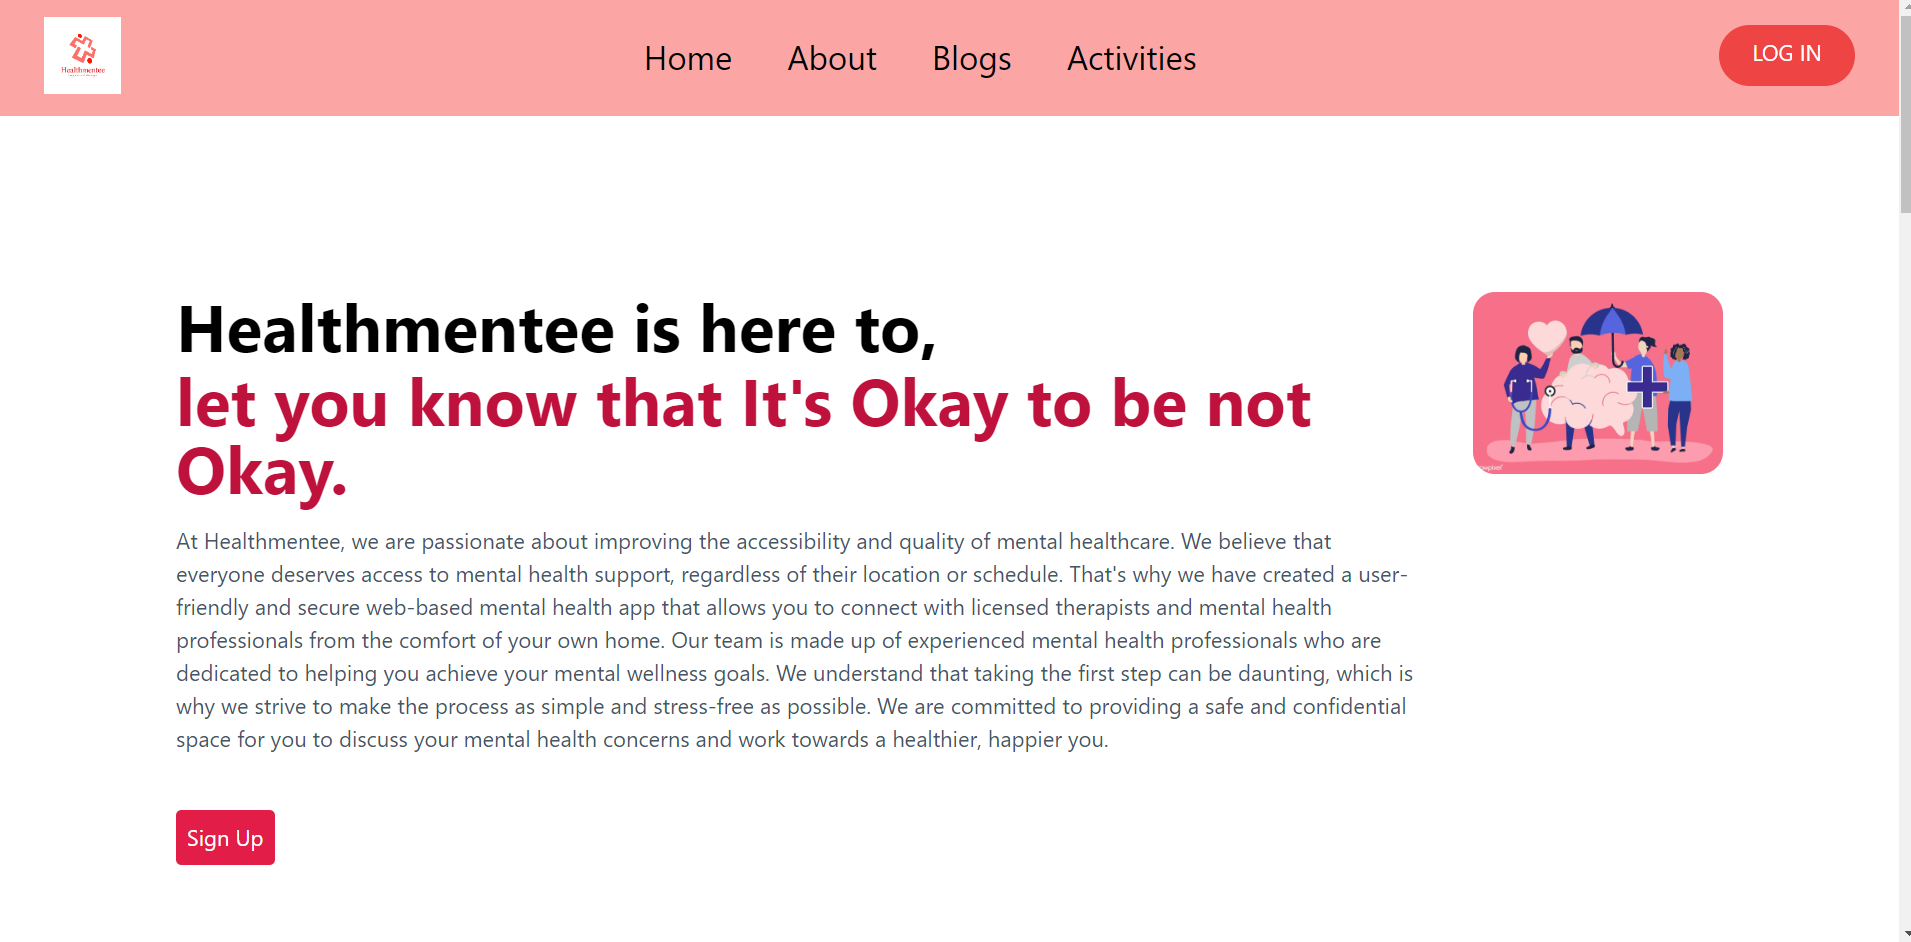 Healthmentee
Home About Blogs Activities
LOG IN
Healthmentee is here to,
let you know that It's Okay to be not
Okay.
At Healthmentee, we are passionate about improving the accessibility and quality of mental healthcare. We believe that
everyone deserves access to mental health support, regardless of their location or schedule. That's why we have created a user-
friendly and secure web-based mental health app that allows you to connect with licensed therapists and mental health
professionals from the comfort of your own home. Our team is made up of experienced mental health professionals who are
dedicated to helping you achieve your mental wellness goals. We understand that taking the first step can be daunting, which is
why we strive to make the process as simple and stress-free as possible. We are committed to providing a safe and confidential
space for you to discuss your mental health concerns and work towards a healthier, happier you.
Sign Up